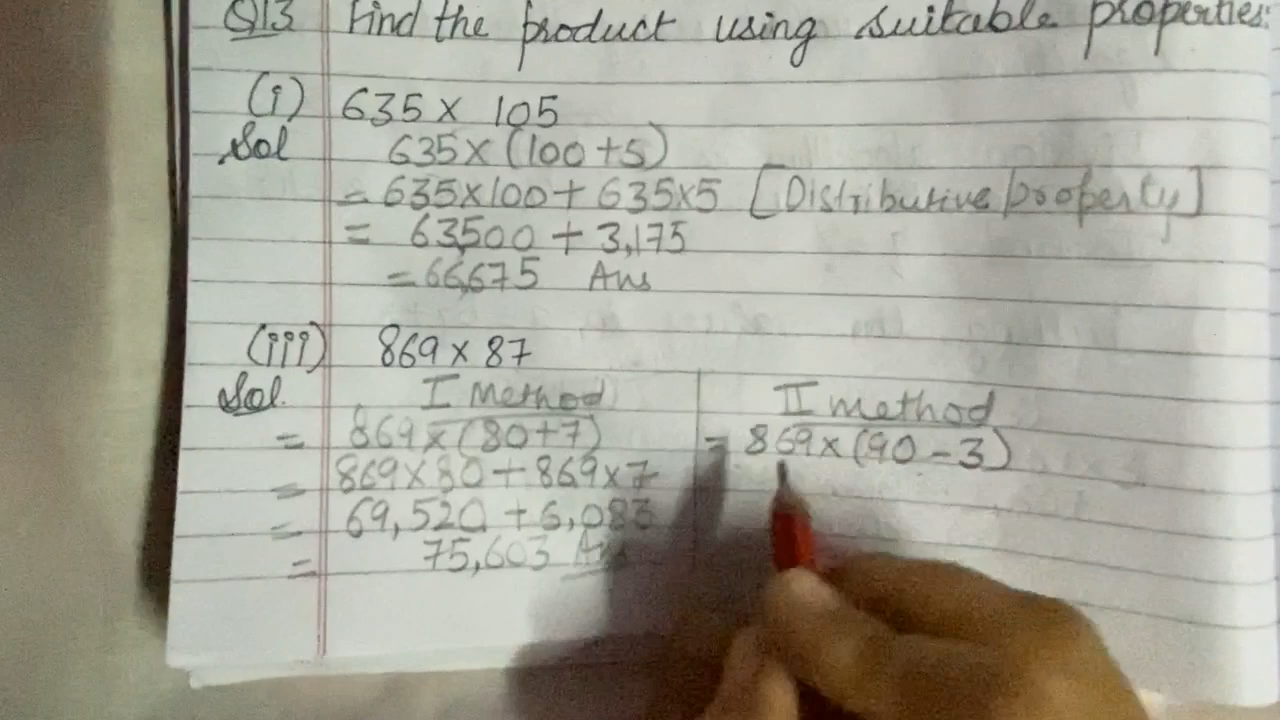 Q13 Find the product using suitable properties:
(i) 635 × 105
Sol 635 × (100 + 5)
= 635×100 + 635×5 [Distributive property]
= 63,500 + 3,175
= 66,675 Ans
(iii) 869 × 87
Sol. I Method
= 869 × (80+7)
= 869×80 + 869×7
= 69,520 + 6,083
= 75,603 Ans
II method
= 869×(90 - 3)